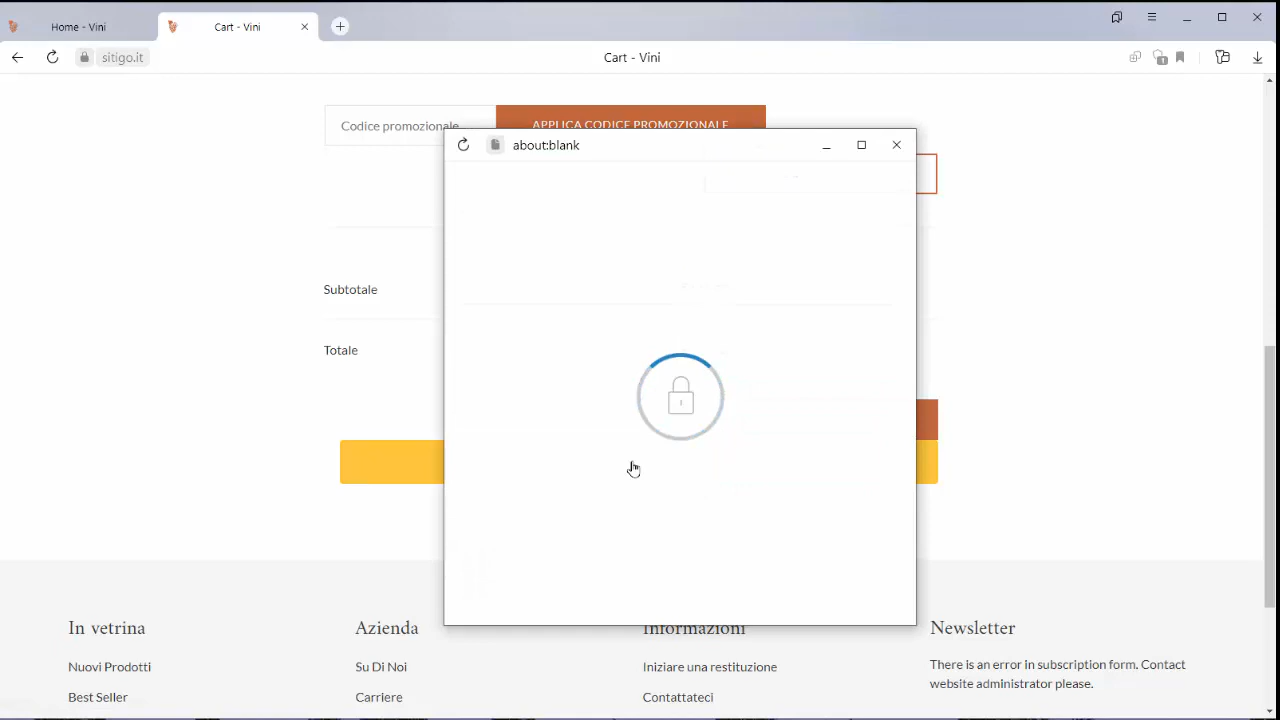 Home - Vini
Cart - Vini
sitigo.it
Cart - Vini
1
Codice promozionale
APPLICA CODICE PROMOZIONALE
about:blank
Subtotale
Totale
In vetrina
Azienda
Informazioni
Newsletter
Nuovi Prodotti
Su Di Noi
Iniziare una restituzione
There is an error in subscription form. Contact
website administrator please.
Best Seller
Carriere
Contattateci